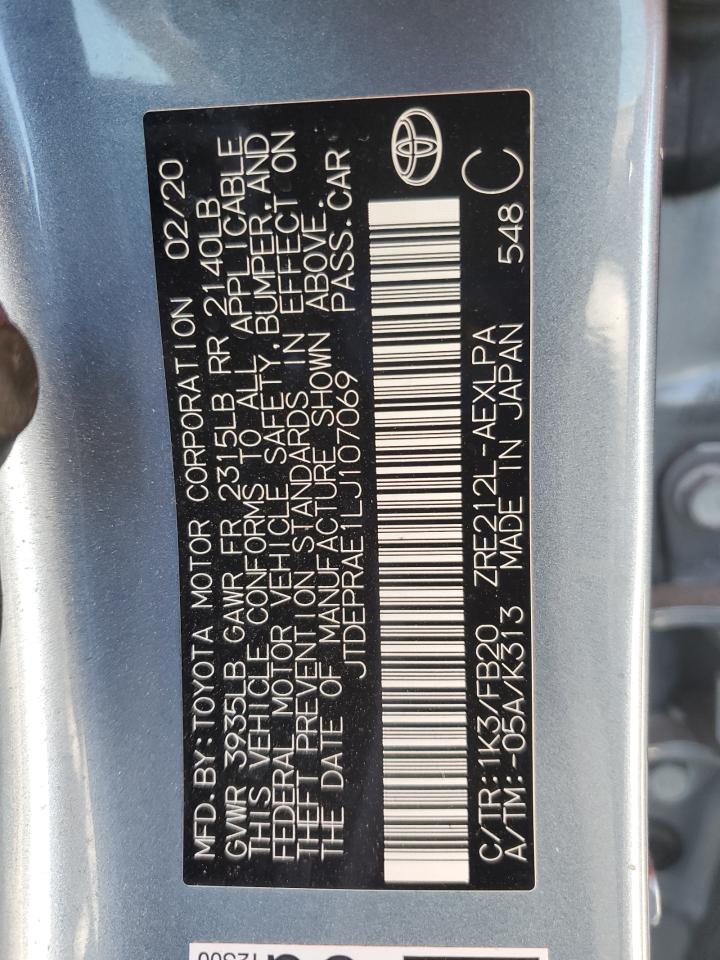 MFD. BY: TOYOTA MOTOR CORPORATION 02/20
GVWR 3935LB GAWR FR 2315LB RR 2140LB
THIS VEHICLE CONFORMS TO ALL APPLICABLE
FEDERAL MOTOR VEHICLE SAFETY, BUMPER, AND
THEFT PREVENTION STANDARDS IN EFFECT ON
THE DATE OF MANUFACTURE SHOWN ABOVE.
JTDEPRAE1LJ107069 PASS. CAR
C/TR: 1K3/FB20 ZRE212L-AEXLPA 548 C
A/TM: -05A/K313 MADE IN JAPAN